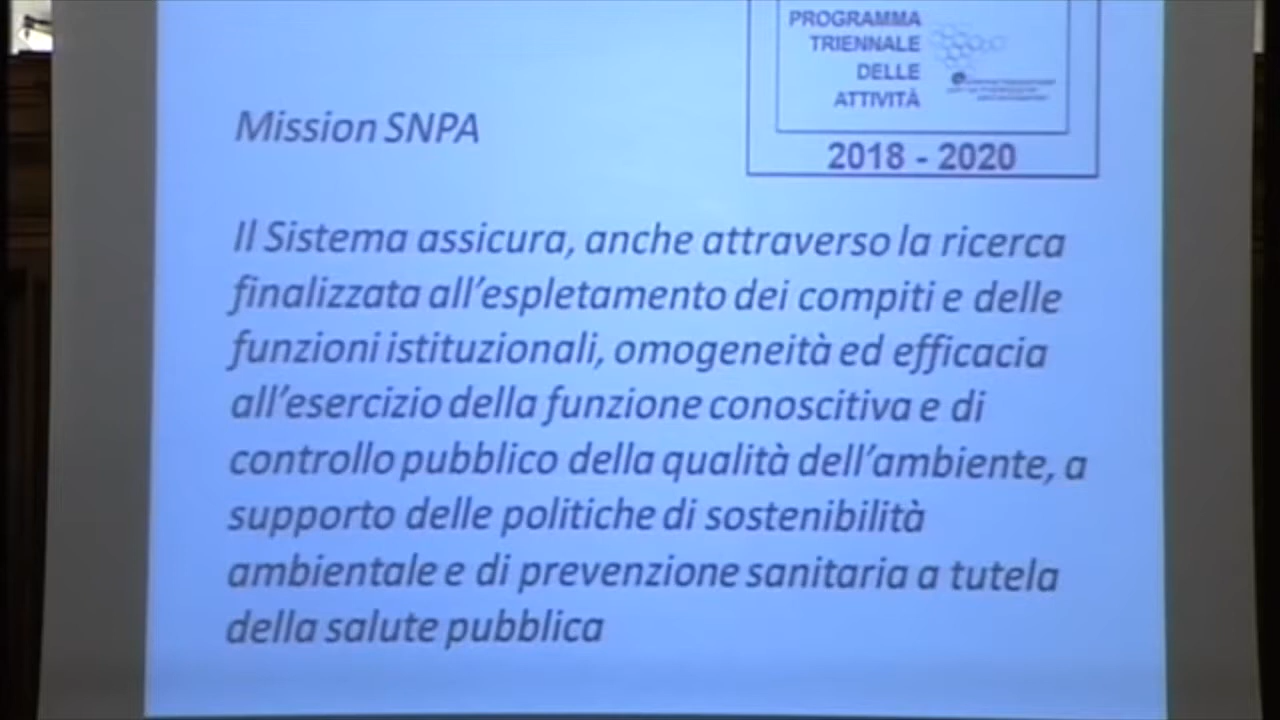 PROGRAMMA
TRIENNALE
DELLE
ATTIVITÀ
2018 - 2020
Mission SNPA
Il Sistema assicura, anche attraverso la ricerca
finalizzata all'espletamento dei compiti e delle
funzioni istituzionali, omogeneità ed efficacia
all'esercizio della funzione conoscitiva e di
controllo pubblico della qualità dell'ambiente, a
supporto delle politiche di sostenibilità
ambientale e di prevenzione sanitaria a tutela
della salute pubblica